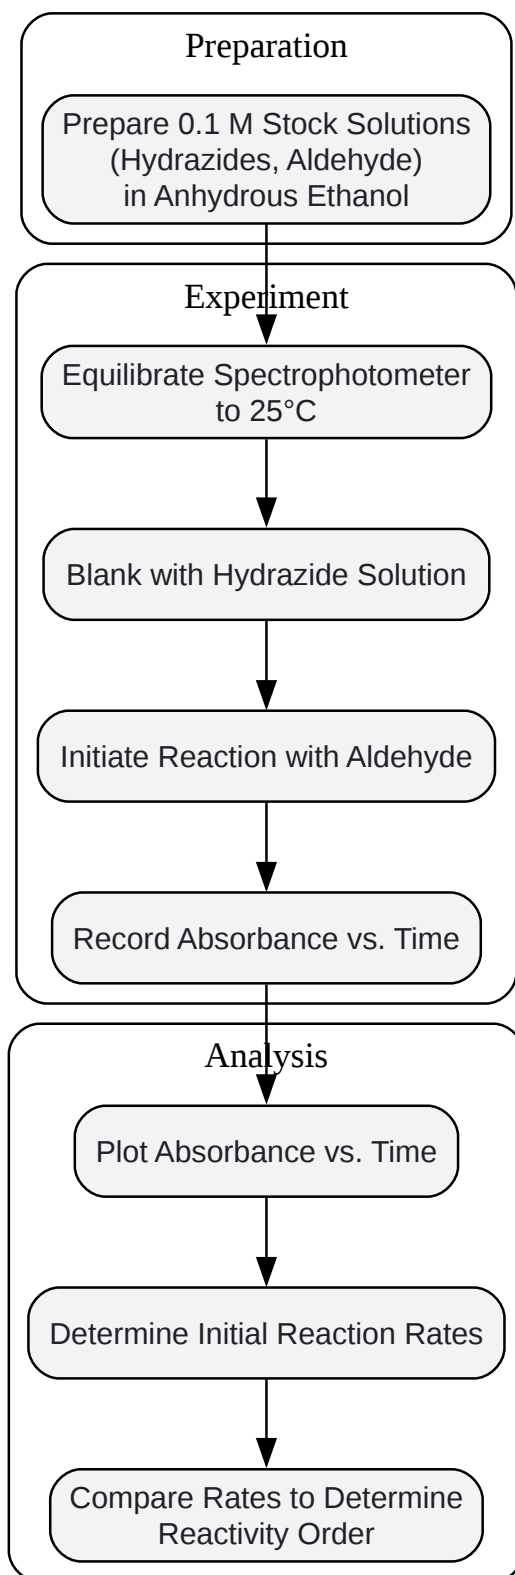 Preparation
Prepare 0.1 M Stock Solutions
(Hydrazides, Aldehyde)
in Anhydrous Ethanol
Experiment
Equilibrate Spectrophotometer
to 25°C
Blank with Hydrazide Solution
Initiate Reaction with Aldehyde
Record Absorbance vs. Time
Analysis
Plot Absorbance vs. Time
Determine Initial Reaction Rates
Compare Rates to Determine
Reactivity Order